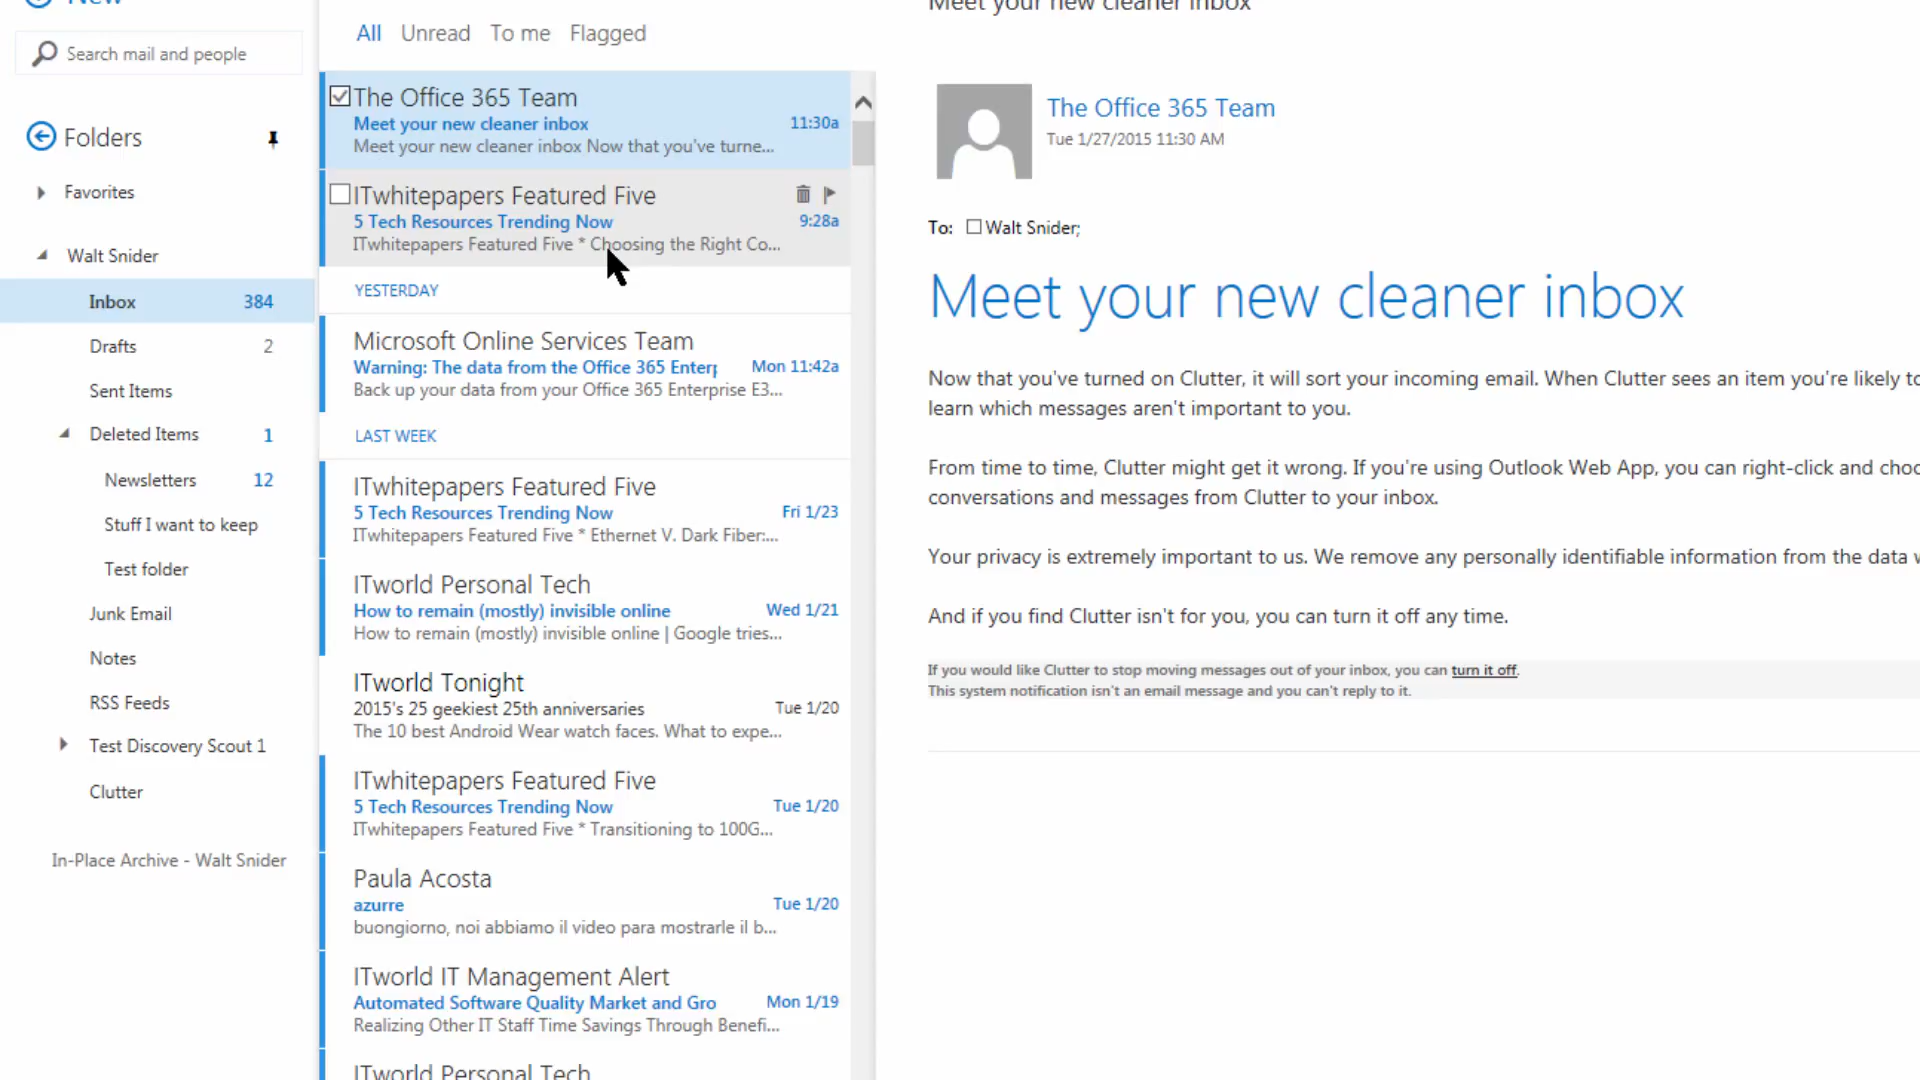 New
Search mail and people
Folders
Favorites
Walt Snider
Inbox 384
Drafts 2
Sent Items
Deleted Items 1
Newsletters 12
Stuff I want to keep
Test folder
Junk Email
Notes
RSS Feeds
Test Discovery Scout 1
Clutter
In-Place Archive - Walt Snider
All Unread To me Flagged
The Office 365 Team
Meet your new cleaner inbox 11:30a
Meet your new cleaner inbox Now that you've turne...
ITwhitepapers Featured Five
5 Tech Resources Trending Now 9:28a
ITwhitepapers Featured Five * Choosing the Right Co...
YESTERDAY
Microsoft Online Services Team
Warning: The data from the Office 365 Enterp Mon 11:42a
Back up your data from your Office 365 Enterprise E3...
LAST WEEK
ITwhitepapers Featured Five
5 Tech Resources Trending Now Fri 1/23
ITwhitepapers Featured Five * Ethernet V. Dark Fiber:...
ITworld Personal Tech
How to remain (mostly) invisible online Wed 1/21
How to remain (mostly) invisible online | Google tries...
ITworld Tonight
2015's 25 geekiest 25th anniversaries Tue 1/20
The 10 best Android Wear watch faces. What to expe...
ITwhitepapers Featured Five
5 Tech Resources Trending Now Tue 1/20
ITwhitepapers Featured Five * Transitioning to 100G...
Paula Acosta
azurre Tue 1/20
buongiorno, noi abbiamo il video para mostrarle il b...
ITworld IT Management Alert
Automated Software Quality Market and Gro Mon 1/19
Realizing Other IT Staff Time Savings Through Benefi...
ITworld Personal Tech
Meet your new cleaner inbox
The Office 365 Team
Tue 1/27/2015 11:30 AM
To: Walt Snider;
Meet your new cleaner inbox
Now that you've turned on Clutter, it will sort your incoming email. When Clutter sees an item you're likely to
learn which messages aren't important to you.
From time to time, Clutter might get it wrong. If you're using Outlook Web App, you can right-click and choo
conversations and messages from Clutter to your inbox.
Your privacy is extremely important to us. We remove any personally identifiable information from the data w
And if you find Clutter isn't for you, you can turn it off any time.
If you would like Clutter to stop moving messages out of your inbox, you can turn it off.
This system notification isn't an email message and you can't reply to it.